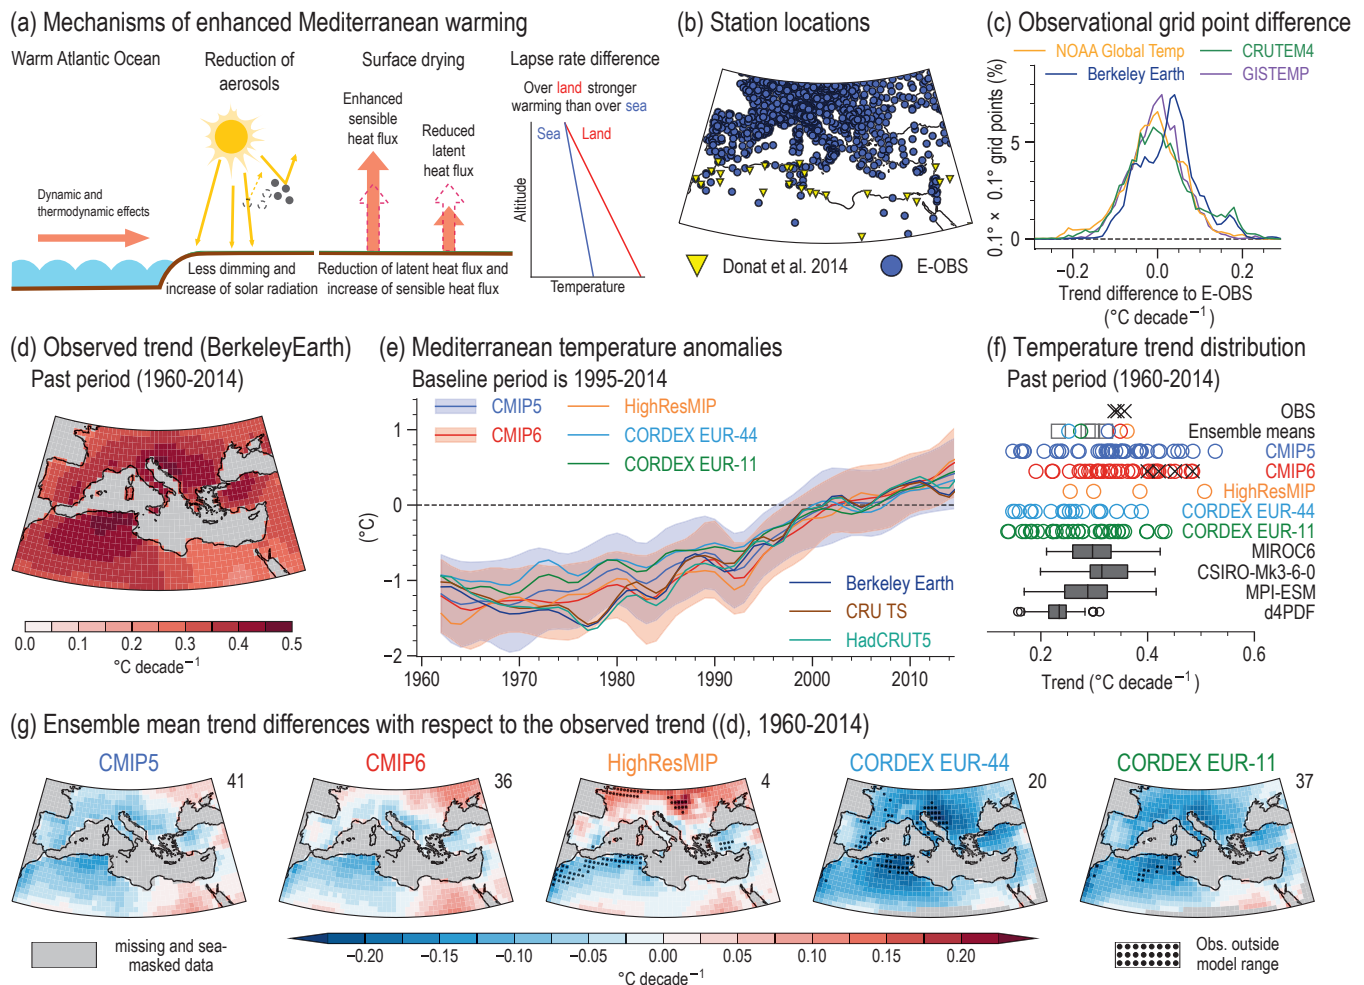 (a) Mechanisms of enhanced Mediterranean warming
Warm Atlantic Ocean
Reduction of
aerosols
Surface drying
Lapse rate difference
Enhanced
sensible
heat flux
Reduced
latent
heat flux
Over land stronger
warming than over sea
Sea
Land
Altitude
Temperature
Dynamic and
thermodynamic effects
Less dimming and
increase of solar radiation
Reduction of latent heat flux and
increase of sensible heat flux
(b) Station locations
Donat et al. 2014
E-OBS
(c) Observational grid point difference
NOAA Global Temp
CRUTEM4
Berkeley Earth
GISTEMP
0.1° × 0.1° grid points (%)
5
0
−0.2
0.0
0.2
Trend difference to E-OBS
(°C decade−1)
(d) Observed trend (BerkeleyEarth)
Past period (1960-2014)
0.0
0.1
0.2
0.3
0.4
0.5
°C decade−1
(e) Mediterranean temperature anomalies
Baseline period is 1995-2014
CMIP5
HighResMIP
CMIP6
CORDEX EUR-44
CORDEX EUR-11
(°C)
1
0
−1
−2
Berkeley Earth
CRU TS
HadCRUT5
1960
1970
1980
1990
2000
2010
(f) Temperature trend distribution
Past period (1960-2014)
OBS
Ensemble means
CMIP5
CMIP6
HighResMIP
CORDEX EUR-44
CORDEX EUR-11
MIROC6
CSIRO-Mk3-6-0
MPI-ESM
d4PDF
0.2
0.4
0.6
Trend (°C decade−1)
(g) Ensemble mean trend differences with respect to the observed trend ((d), 1960-2014)
CMIP5
41
CMIP6
36
HighResMIP
4
CORDEX EUR-44
20
CORDEX EUR-11
37
missing and sea-
masked data
−0.20
−0.15
−0.10
−0.05
0.00
0.05
0.10
0.15
0.20
°C decade−1
Obs. outside
model range